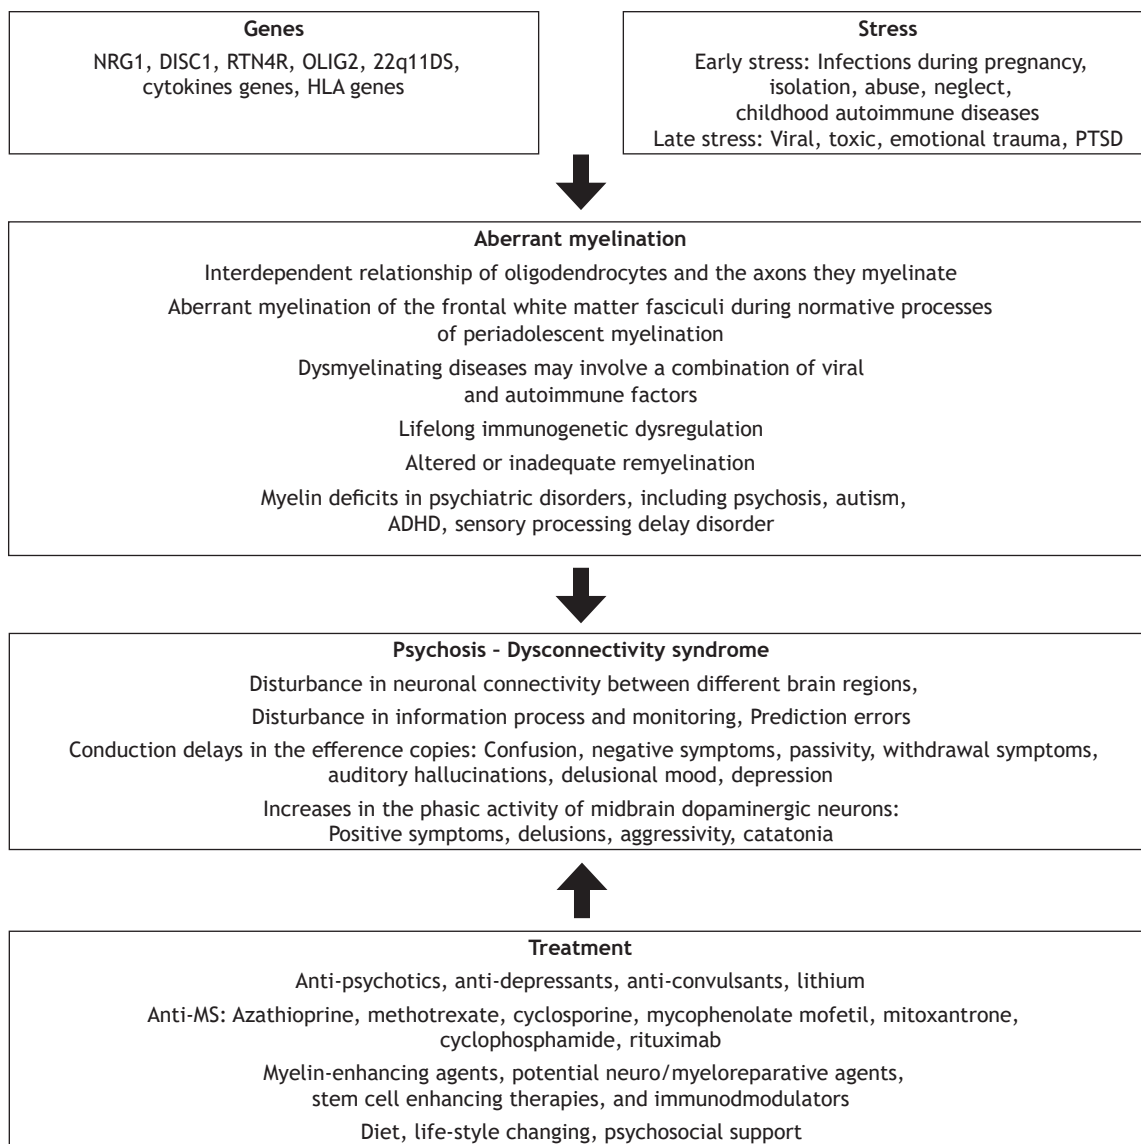 Genes
NRG1, DISC1, RTN4R, OLIG2, 22q11DS,
cytokines genes, HLA genes
Stress
Early stress: Infections during pregnancy,
isolation, abuse, neglect,
childhood autoimmune diseases
Late stress: Viral, toxic, emotional trauma, PTSD
Aberrant myelination
Interdependent relationship of oligodendrocytes and the axons they myelinate
Aberrant myelination of the frontal white matter fasciculi during normative processes
of periadolescent myelination
Dysmyelinating diseases may involve a combination of viral
and autoimmune factors
Lifelong immunogenetic dysregulation
Altered or inadequate remyelination
Myelin deficits in psychiatric disorders, including psychosis, autism,
ADHD, sensory processing delay disorder
Psychosis – Dysconnectivity syndrome
Disturbance in neuronal connectivity between different brain regions,
Disturbance in information process and monitoring, Prediction errors
Conduction delays in the efference copies: Confusion, negative symptoms, passivity, withdrawal symptoms,
auditory hallucinations, delusional mood, depression
Increases in the phasic activity of midbrain dopaminergic neurons:
Positive symptoms, delusions, aggressivity, catatonia
Treatment
Anti-psychotics, anti-depressants, anti-convulsants, lithium
Anti-MS: Azathioprine, methotrexate, cyclosporine, mycophenolate mofetil, mitoxantrone,
cyclophosphamide, rituximab
Myelin-enhancing agents, potential neuro/myeloreparative agents,
stem cell enhancing therapies, and immunodmodulators
Diet, life-style changing, psychosocial support